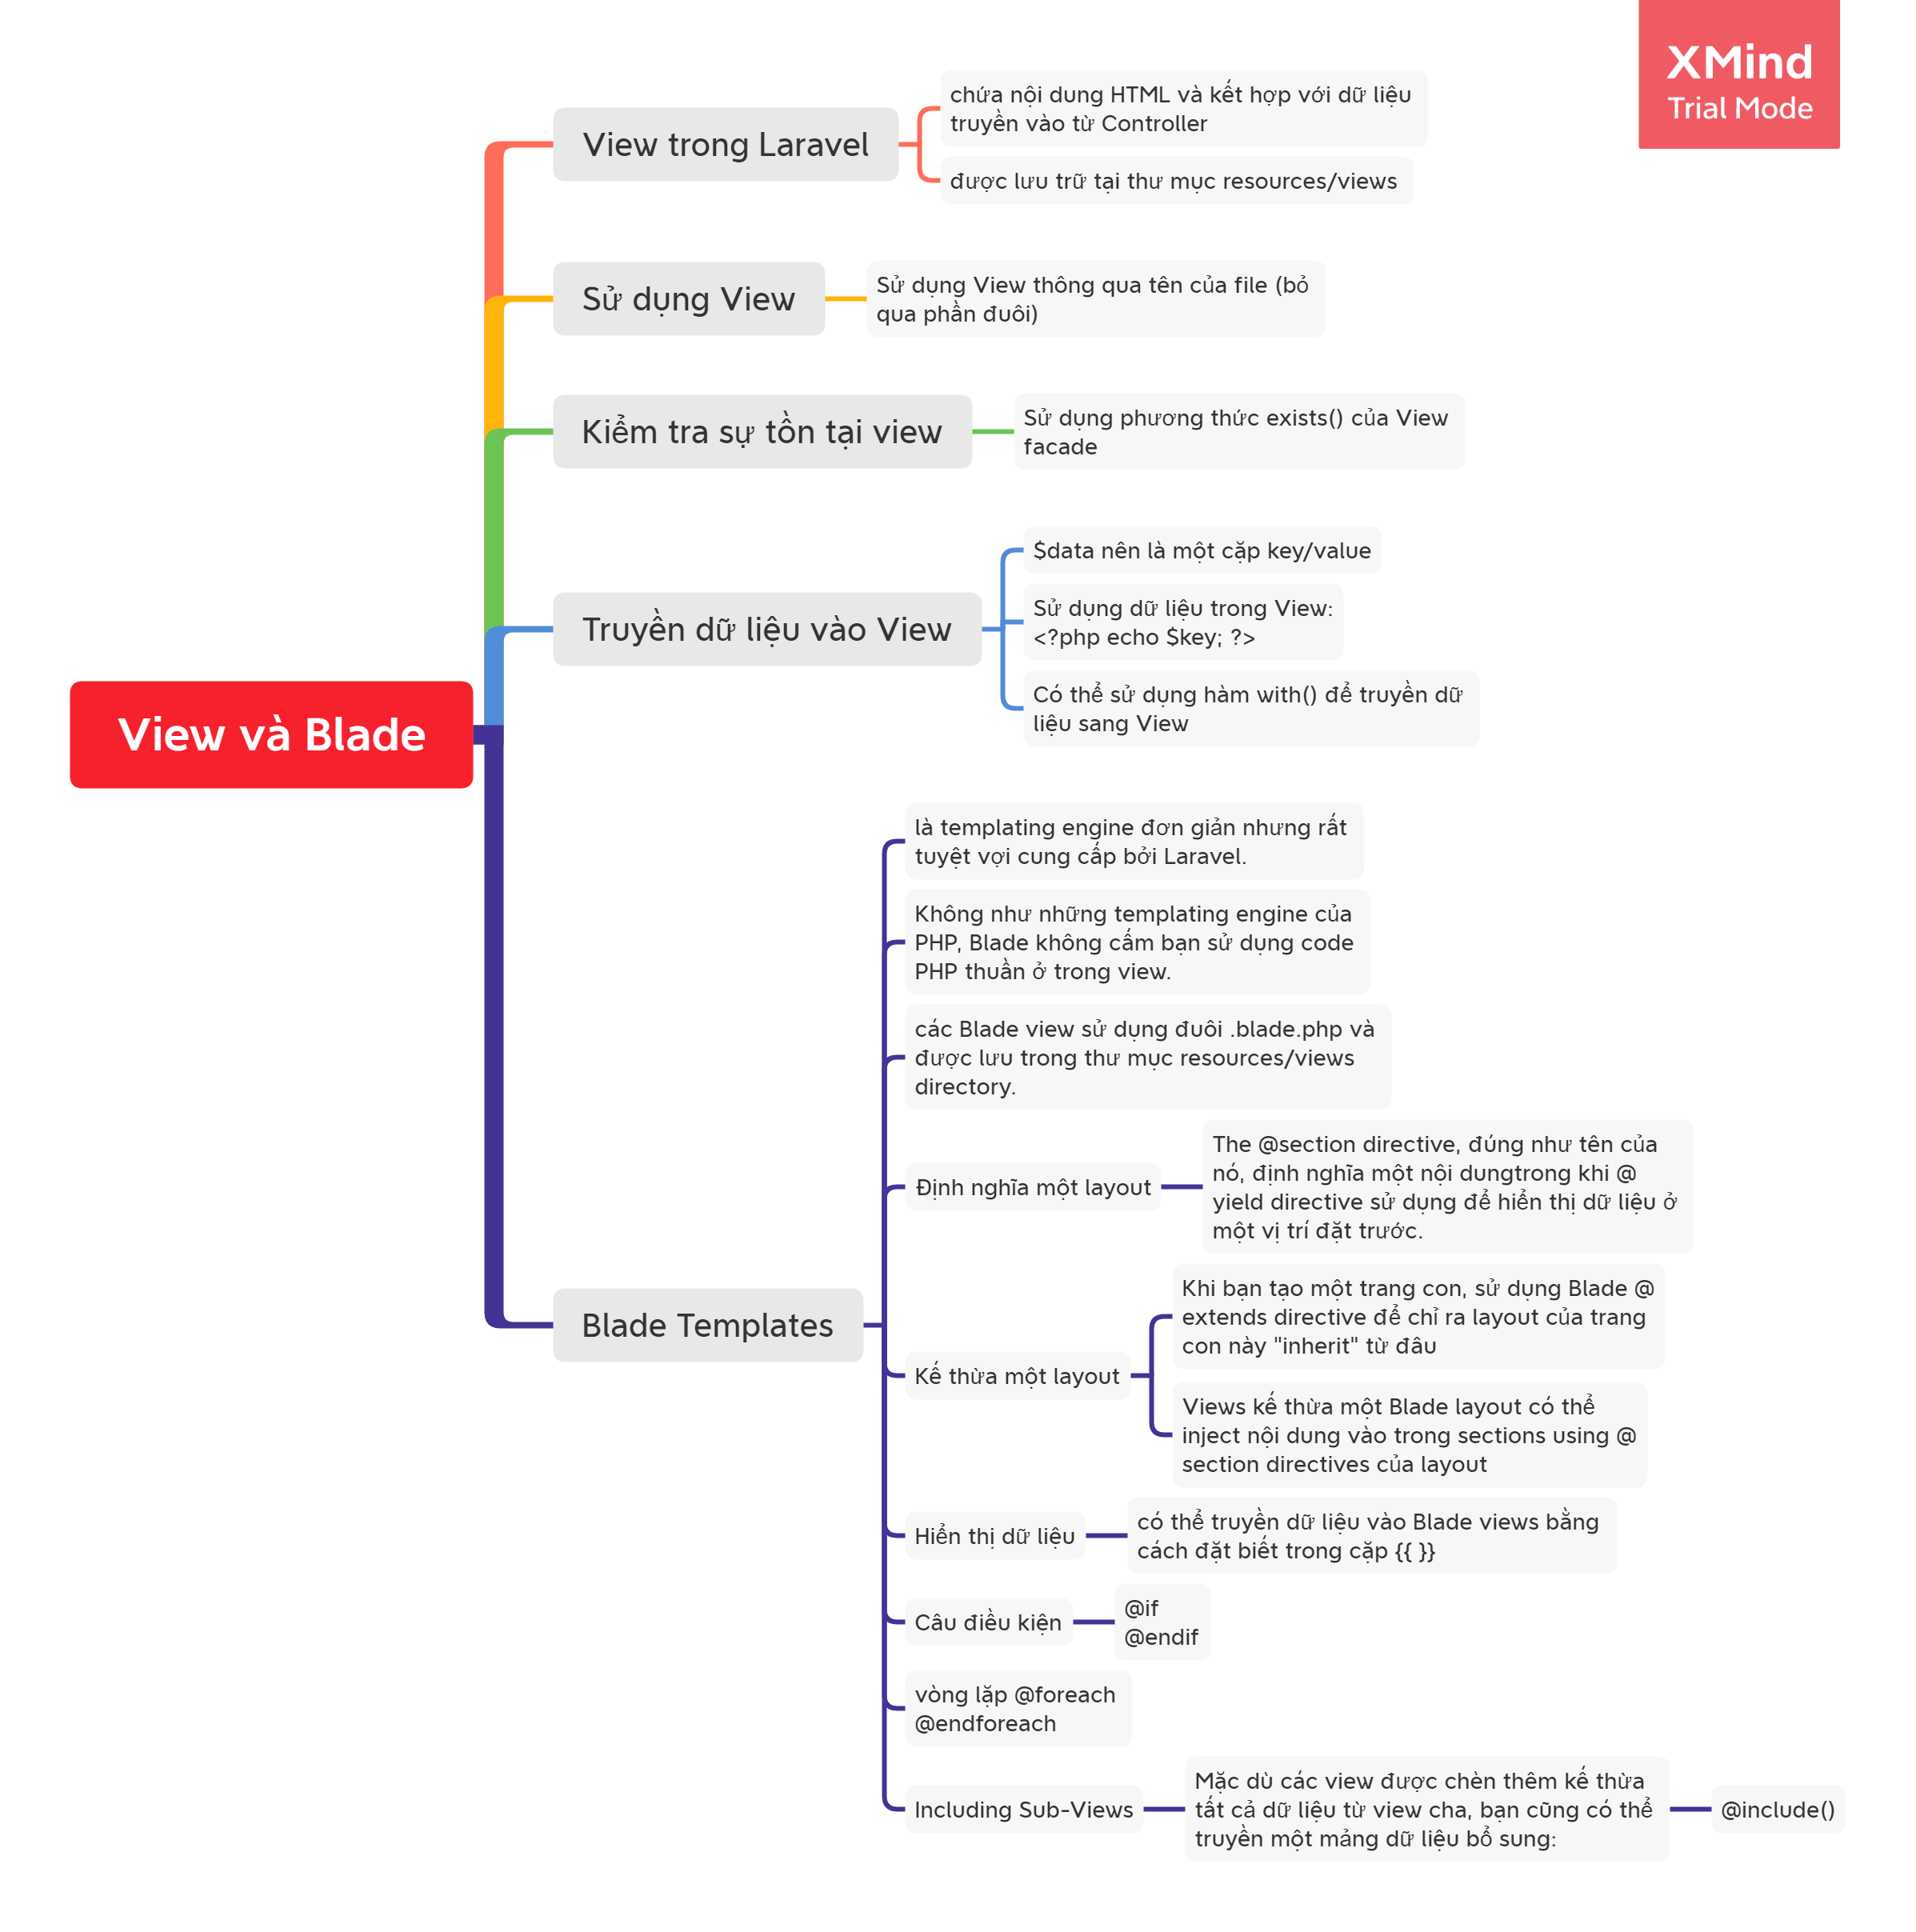 XMind
Trial Mode
View và Blade
View trong Laravel
chứa nội dung HTML và kết hợp với dữ liệu
truyền vào từ Controller
được lưu trữ tại thư mục resources/views
Sử dụng View
Sử dụng View thông qua tên của file (bỏ
qua phần đuôi)
Kiểm tra sự tồn tại view
Sử dụng phương thức exists() của View
facade
Truyền dữ liệu vào View
$data nên là một cặp key/value
Sử dụng dữ liệu trong View:
<?php echo $key; ?>
Có thể sử dụng hàm with() để truyền dữ
liệu sang View
Blade Templates
là templating engine đơn giản nhưng rất
tuyệt vợi cung cấp bởi Laravel.
Không như những templating engine của
PHP, Blade không cấm bạn sử dụng code
PHP thuần ở trong view.
các Blade view sử dụng đuôi .blade.php và
được lưu trong thư mục resources/views
directory.
Định nghĩa một layout
The @section directive, đúng như tên của
nó, định nghĩa một nội dungtrong khi @
yield directive sử dụng để hiển thị dữ liệu ở
một vị trí đặt trước.
Kế thừa một layout
Khi bạn tạo một trang con, sử dụng Blade @
extends directive để chỉ ra layout của trang
con này "inherit" từ đâu
Views kế thừa một Blade layout có thể
inject nội dung vào trong sections using @
section directives của layout
Hiển thị dữ liệu
có thể truyền dữ liệu vào Blade views bằng
cách đặt biết trong cặp {{ }}
Câu điều kiện
@if
@endif
vòng lặp @foreach
@endforeach
Including Sub-Views
Mặc dù các view được chèn thêm kế thừa
tất cả dữ liệu từ view cha, bạn cũng có thể
truyền một mảng dữ liệu bổ sung:
@include()